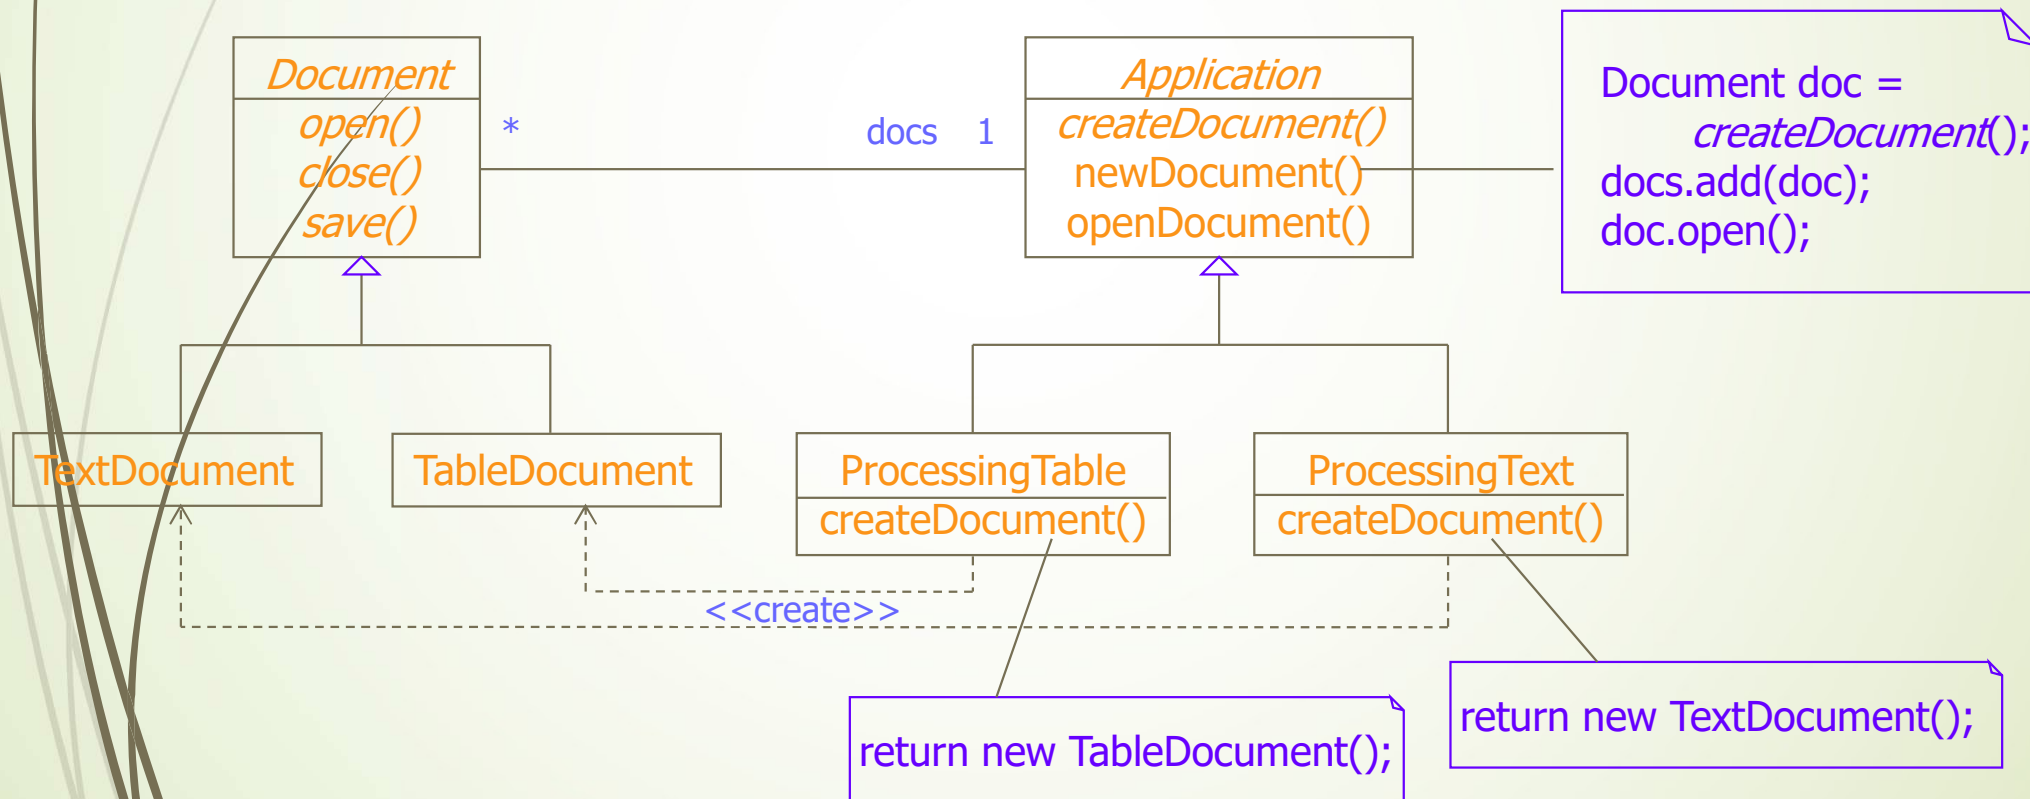 Document
open()
close()
save()
*
docs 1
Application
createDocument()
newDocument()
openDocument()
Document doc =
createDocument();
docs.add(doc);
doc.open();
TextDocument
TableDocument
ProcessingTable
createDocument()
ProcessingText
createDocument()
<<create>>
return new TableDocument();
return new TextDocument();